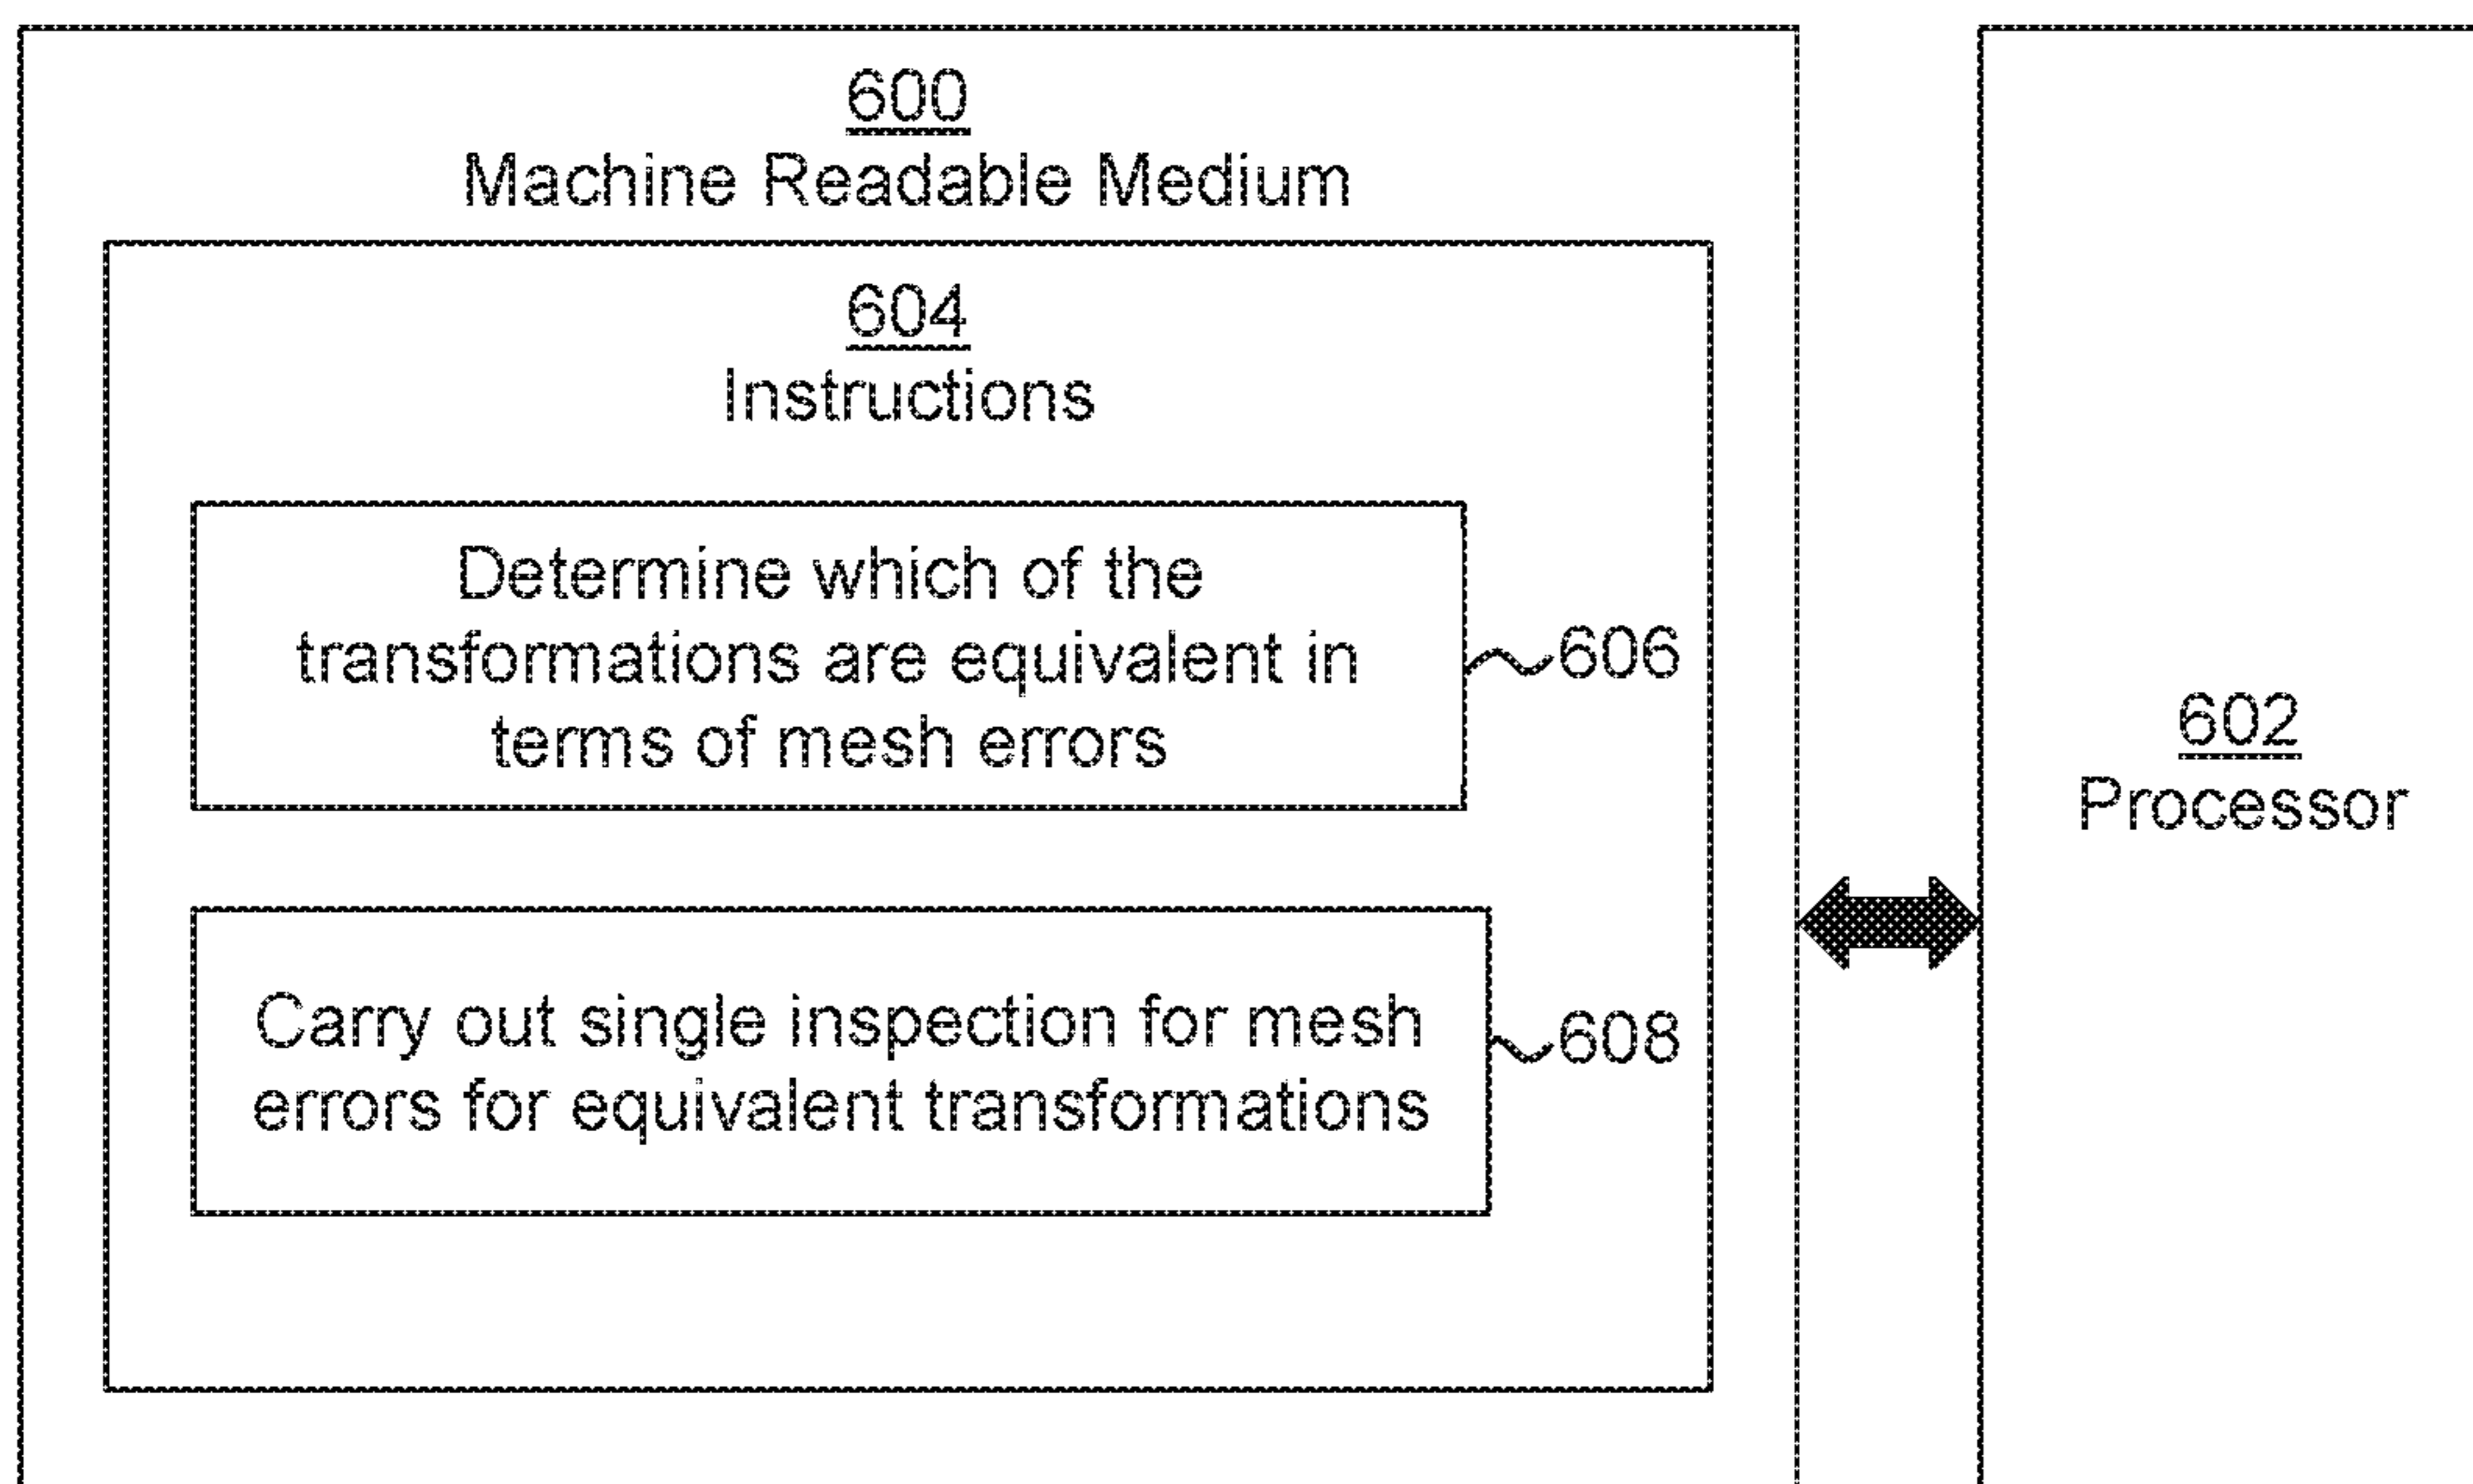 600
Machine Readable Medium
604
Instructions
Determine which of the
transformations are equivalent in
terms of mesh errors
606
Carry out single inspection for mesh
errors for equivalent transformations
608
602
Processor